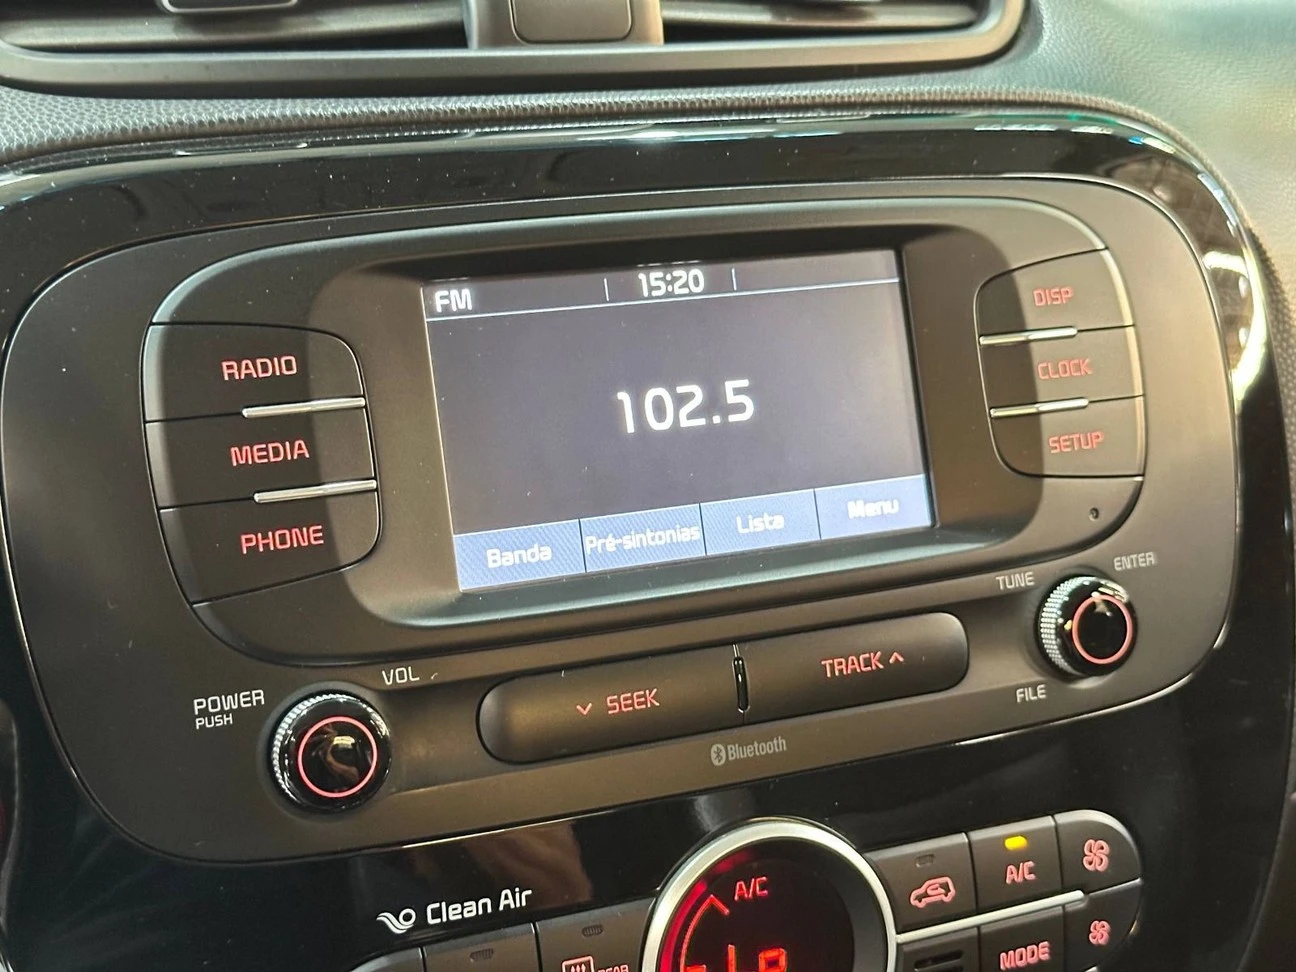 FM
15:20
102.5
Banda
Pré-sintonias
Lista
Menu
RADIO
MEDIA
PHONE
DISP
CLOCK
SETUP
TUNE
ENTER
FILE
VOL
POWER
PUSH
SEEK
TRACK
Bluetooth
Clean Air
A/C
A/C
MODE
REAR